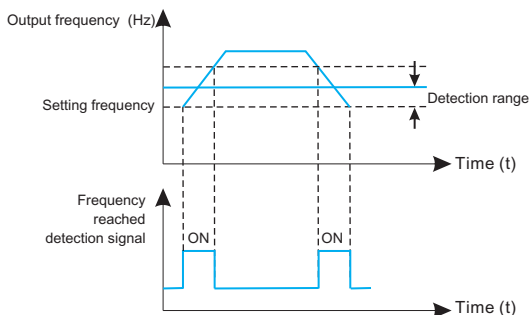 Output frequency (Hz)
Setting frequency
Detection range
Time (t)
Frequency
reached
detection signal
ON
ON
Time (t)